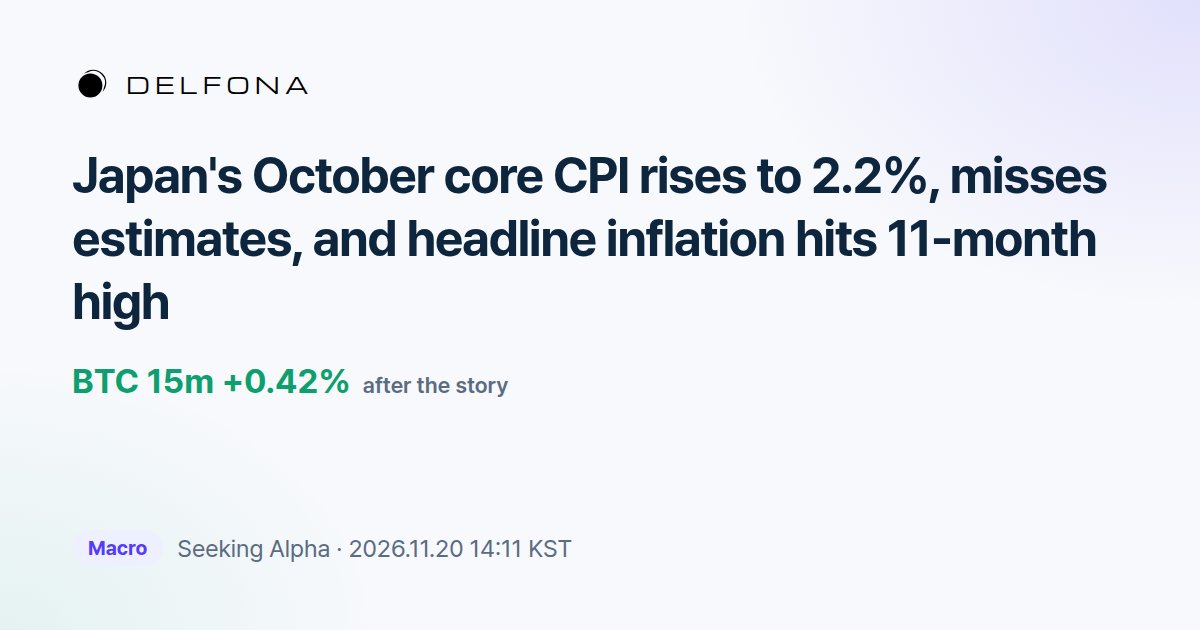 DELFONA
Japan's October core CPI rises to 2.2%, misses
estimates, and headline inflation hits 11-month
high
BTC 15m +0.42% after the story
Macro Seeking Alpha · 2026.11.20 14:11 KST